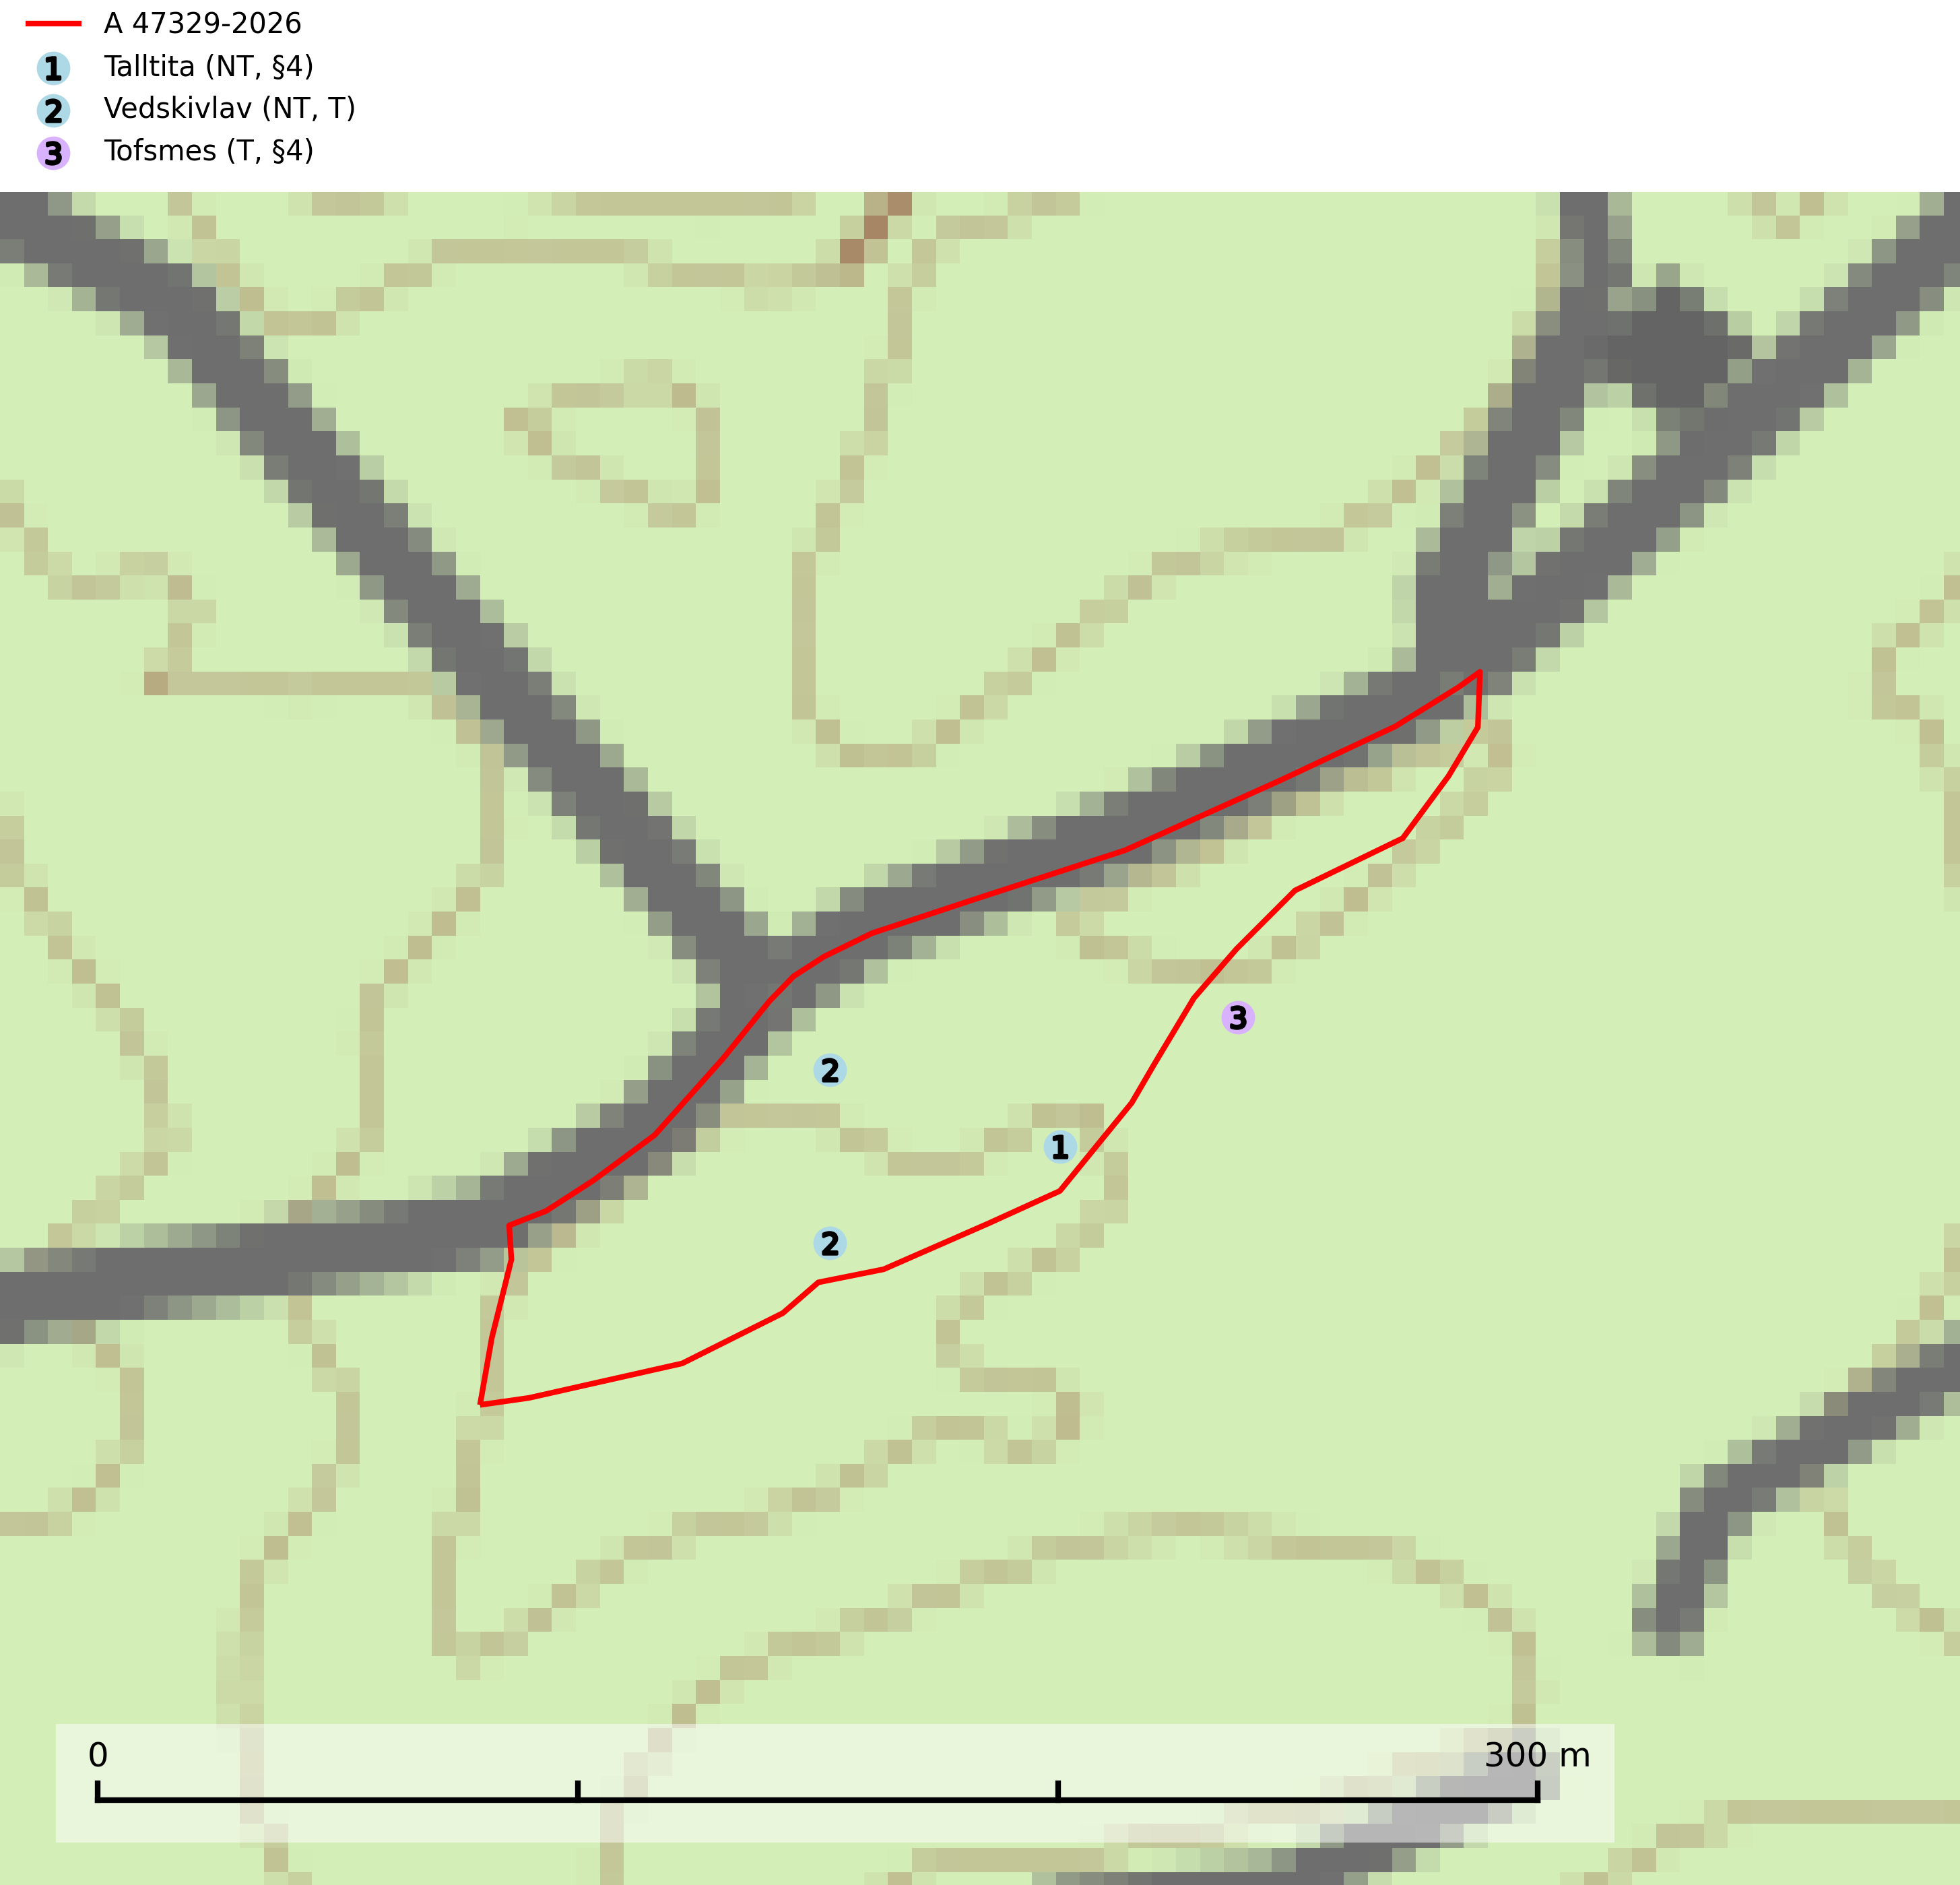 A 47329-2026
1 Talltita (NT, §4)
2 Vedskivlav (NT, T)
3 Tofsmes (T, §4)
3
2
1
2
0 300 m